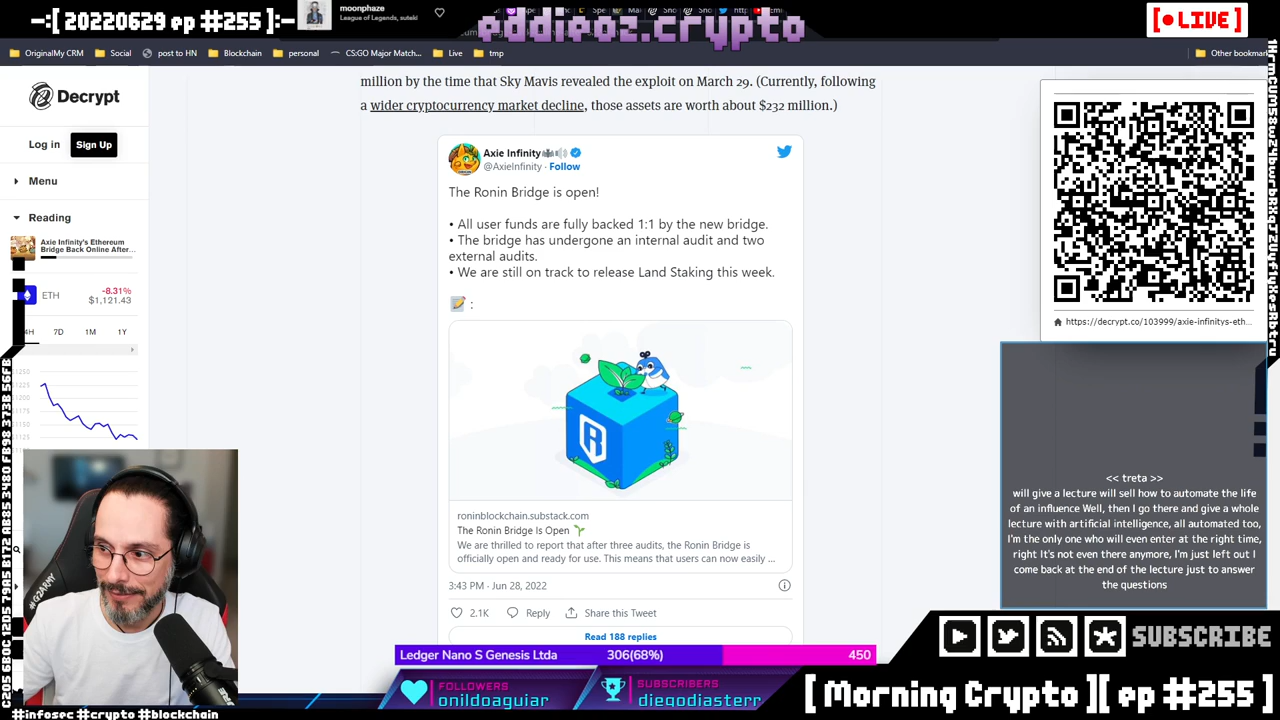 -:[ 20220629 ep #255 ]:-
moonphaze
League of Legends, suteki
eddieoz.crypto
[● LIVE]
OriginalMy CRM
Social
post to HN
Blockchain
personal
CS:GO Major Match...
Live
tmp
Other bookmar
Decrypt
Log in
Sign Up
Menu
Reading
Axie Infinity's Ethereum
Bridge Back Online After...
ETH
-8.31%
$1,121.43
4H 7D 1M 1Y
million by the time that Sky Mavis revealed the exploit on March 29. (Currently, following
a wider cryptocurrency market decline, those assets are worth about $232 million.)
Axie Infinity
@AxieInfinity · Follow
The Ronin Bridge is open!
• All user funds are fully backed 1:1 by the new bridge.
• The bridge has undergone an internal audit and two
external audits.
• We are still on track to release Land Staking this week.
:
roninblockchain.substack.com
The Ronin Bridge Is Open
We are thrilled to report that after three audits, the Ronin Bridge is
officially open and ready for use. This means that users can now easily ...
3:43 PM · Jun 28, 2022
2.1K
Reply
Share this Tweet
Read 188 replies
https://decrypt.co/103999/axie-infinitys-eth...
<< treta >>
will give a lecture will sell how to automate the life
of an influence Well, then I go there and give a whole
lecture with artificial intelligence, all automated too,
I'm the only one who will even enter at the right time,
right It's not even there anymore, I'm just left out I
come back at the end of the lecture just to answer
the questions
Ledger Nano S Genesis Ltda
306(68%)
450
FOLLOWERS
onildoaguiar
SUBSCRIBERS
diegodiasterr
SUBSCRIBE
[ Morning Crypto ][ ep #255 ]
#infosec #crypto #blockchain